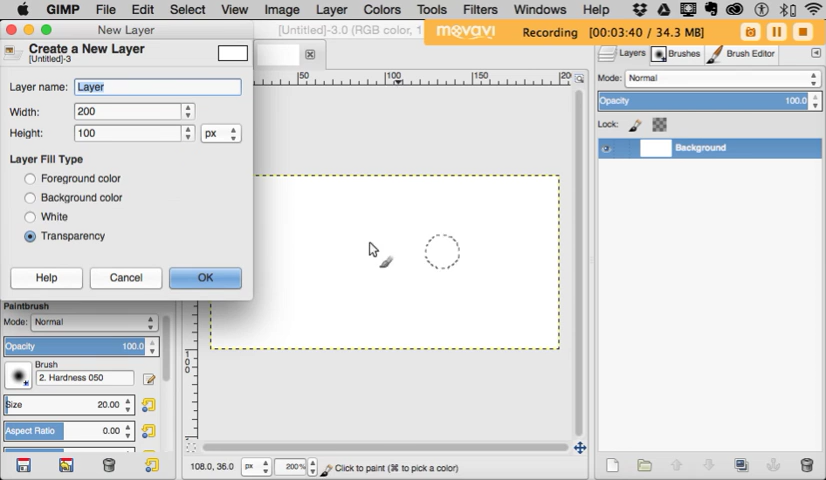 GIMP File Edit Select View Image Layer Colors Tools Filters Windows Help
New Layer
[Untitled]-3.0 (RGB color, 1
movavi
Recording [00:03:40 / 34.3 MB]
Create a New Layer
[Untitled]-3
Layer name: Layer
Width: 200
Height: 100 px
Layer Fill Type
Foreground color
Background color
White
Transparency
Help Cancel OK
Paintbrush
Mode: Normal
Opacity 100.0
Brush
2. Hardness 050
Size 20.00
Aspect Ratio 0.00
50 100 150 200
100
108.0, 36.0 px 200% Click to paint (⌘ to pick a color)
Layers Brushes Brush Editor
Mode: Normal
Opacity 100.0
Lock:
Background